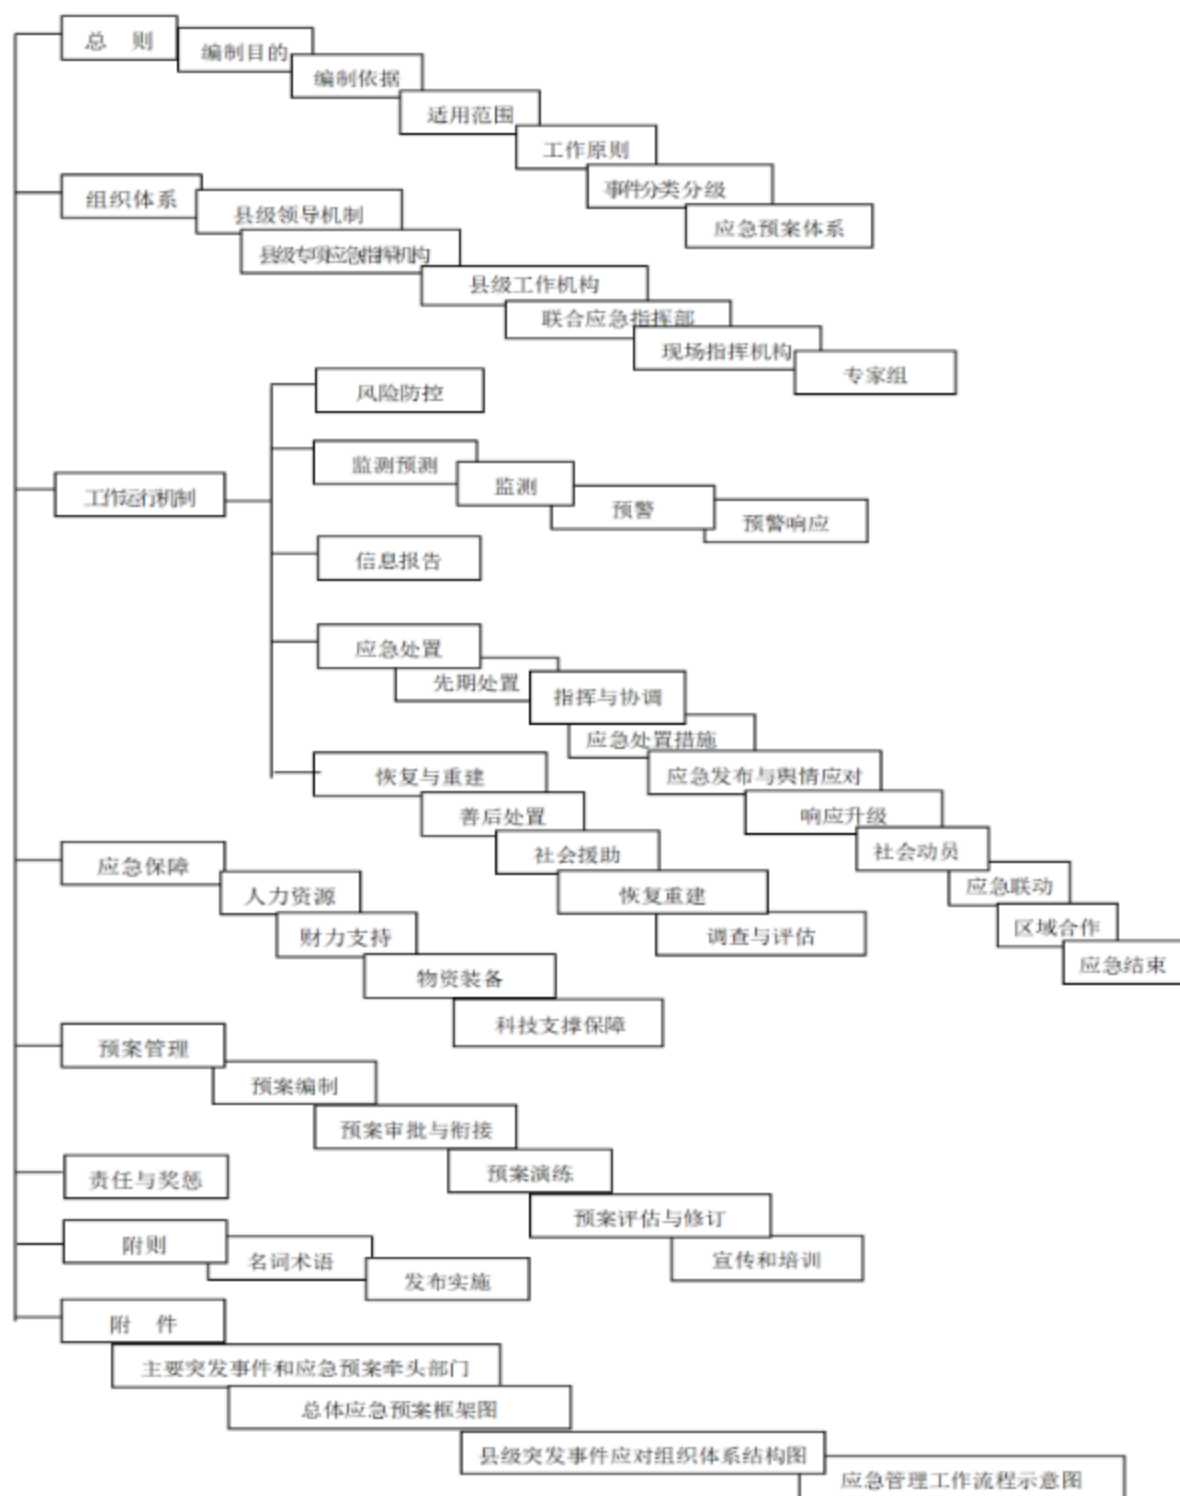 总 则
编制目的
编制依据
适用范围
工作原则
事件分类分级
应急预案体系
组织体系
县级领导机制
县级专项应急指挥机构
县级工作机构
联合应急指挥部
现场指挥机构
专家组
工作运行机制
风险防控
监测预测
监测
预警
预警响应
信息报告
应急处置
先期处置
指挥与协调
应急处置措施
应急发布与舆情应对
响应升级
社会动员
应急联动
区域合作
应急结束
恢复与重建
善后处置
社会援助
恢复重建
调查与评估
应急保障
人力资源
财力支持
物资装备
科技支撑保障
预案管理
预案编制
预案审批与衔接
预案演练
预案评估与修订
宣传和培训
责任与奖惩
附则
名词术语
发布实施
附 件
主要突发事件和应急预案牵头部门
总体应急预案框架图
县级突发事件应对组织体系结构图
应急管理工作流程示意图